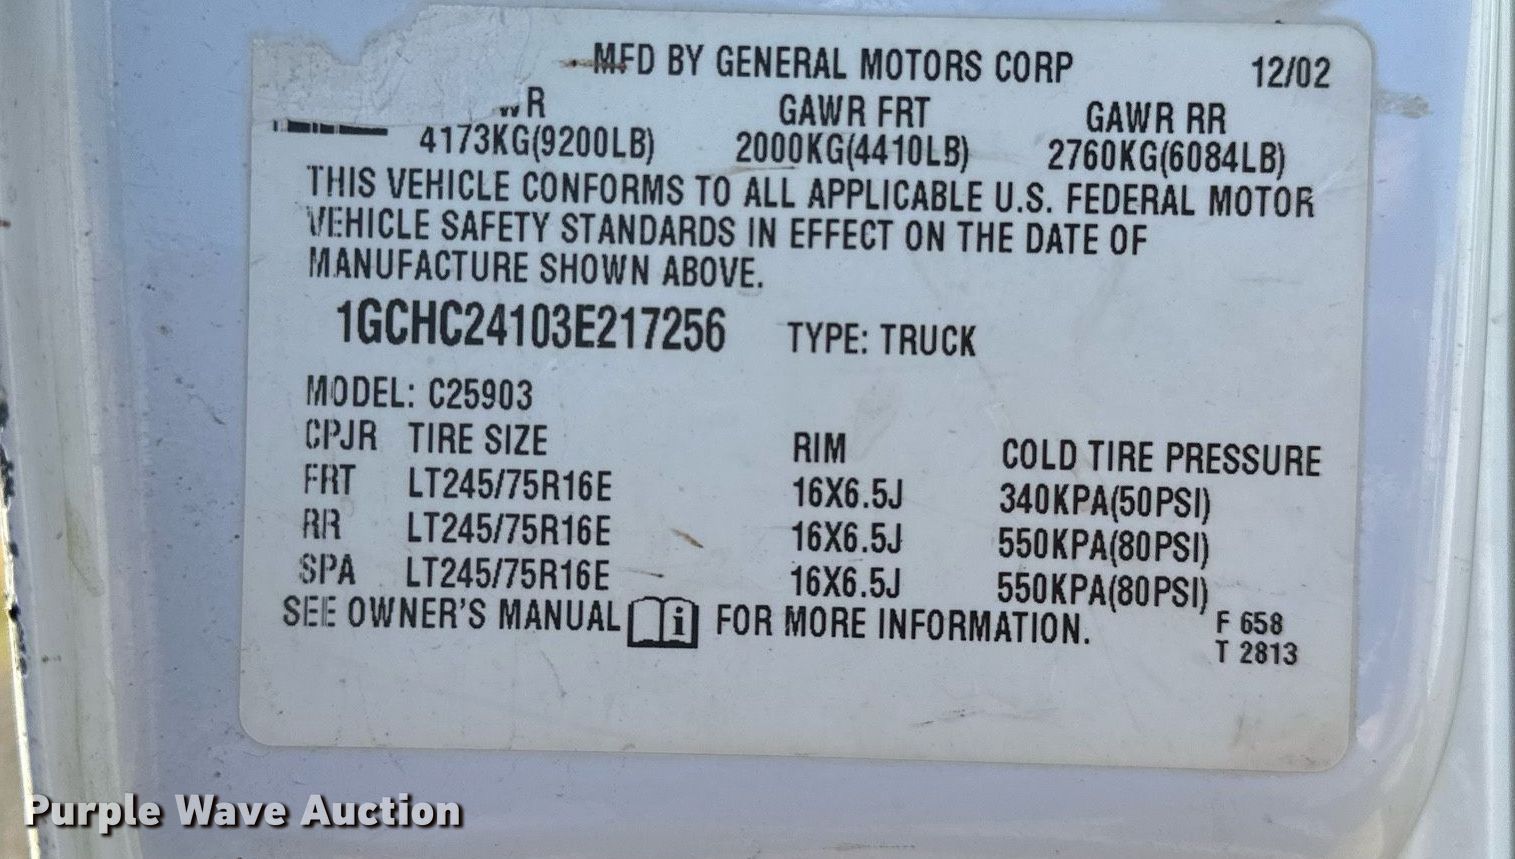 MFD BY GENERAL MOTORS CORP 12/02
WR GAWR FRT GAWR RR
4173KG(9200LB) 2000KG(4410LB) 2760KG(6084LB)
THIS VEHICLE CONFORMS TO ALL APPLICABLE U.S. FEDERAL MOTOR
VEHICLE SAFETY STANDARDS IN EFFECT ON THE DATE OF
MANUFACTURE SHOWN ABOVE.
1GCHC24103E217256 TYPE: TRUCK
MODEL: C25903
CPJR TIRE SIZE RIM COLD TIRE PRESSURE
FRT LT245/75R16E 16X6.5J 340KPA(50PSI)
RR LT245/75R16E 16X6.5J 550KPA(80PSI)
SPA LT245/75R16E 16X6.5J 550KPA(80PSI)
SEE OWNER'S MANUAL i FOR MORE INFORMATION.
F 658
T 2813
Purple Wave Auction